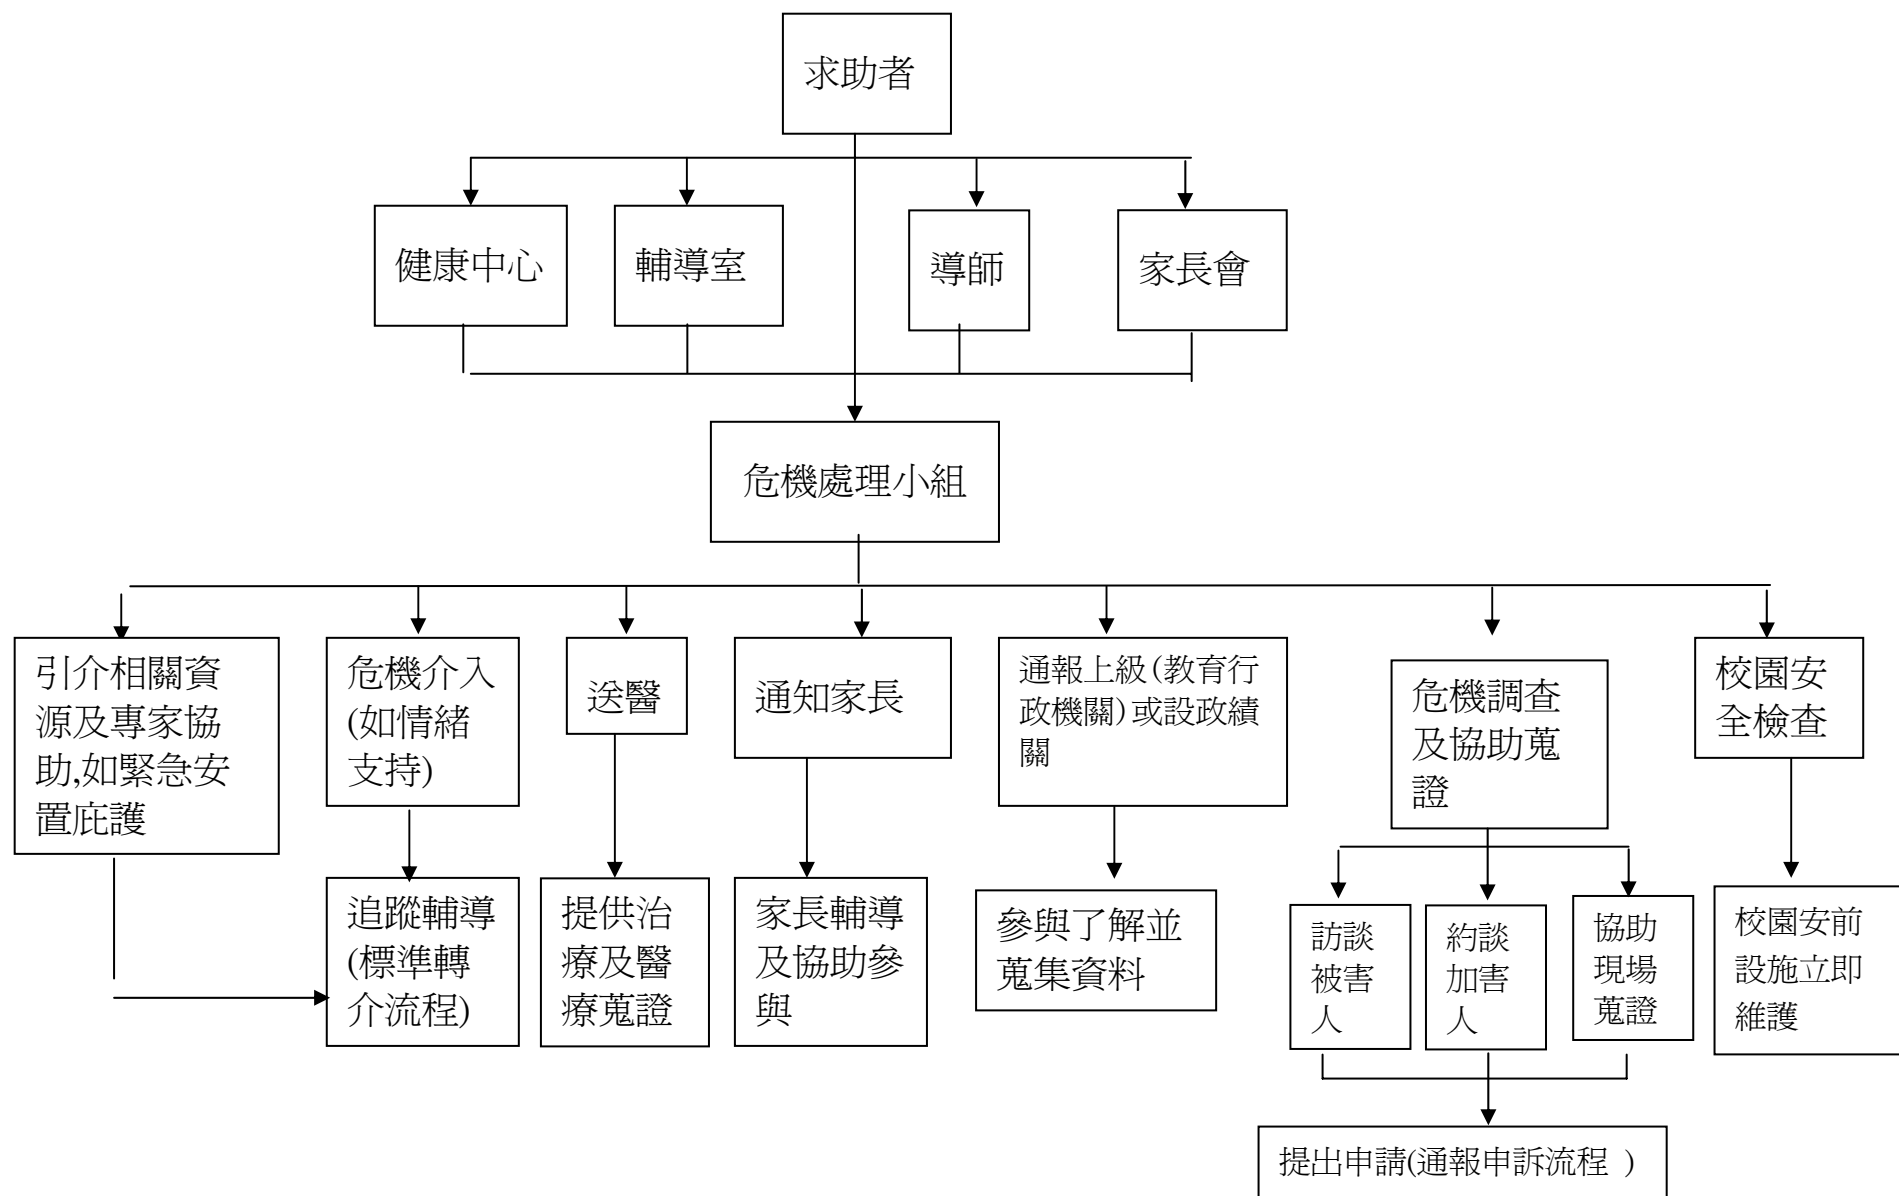 求助者
健康中心
輔導室
導師
家長會
危機處理小組
引介相關資
源及專家協
助,如緊急安
置庇護
危機介入
(如情緒
支持)
送醫
通知家長
通報上級(教育行
政機關)或設政績
關
危機調查
及協助蒐
證
校園安
全檢查
追蹤輔導
(標準轉
介流程)
提供治
療及醫
療蒐證
家長輔導
及協助參
與
參與了解並
蒐集資料
訪談
被害
人
約談
加害
人
協助
現場
蒐證
校園安前
設施立即
維護
提出申請(通報申訴流程 )